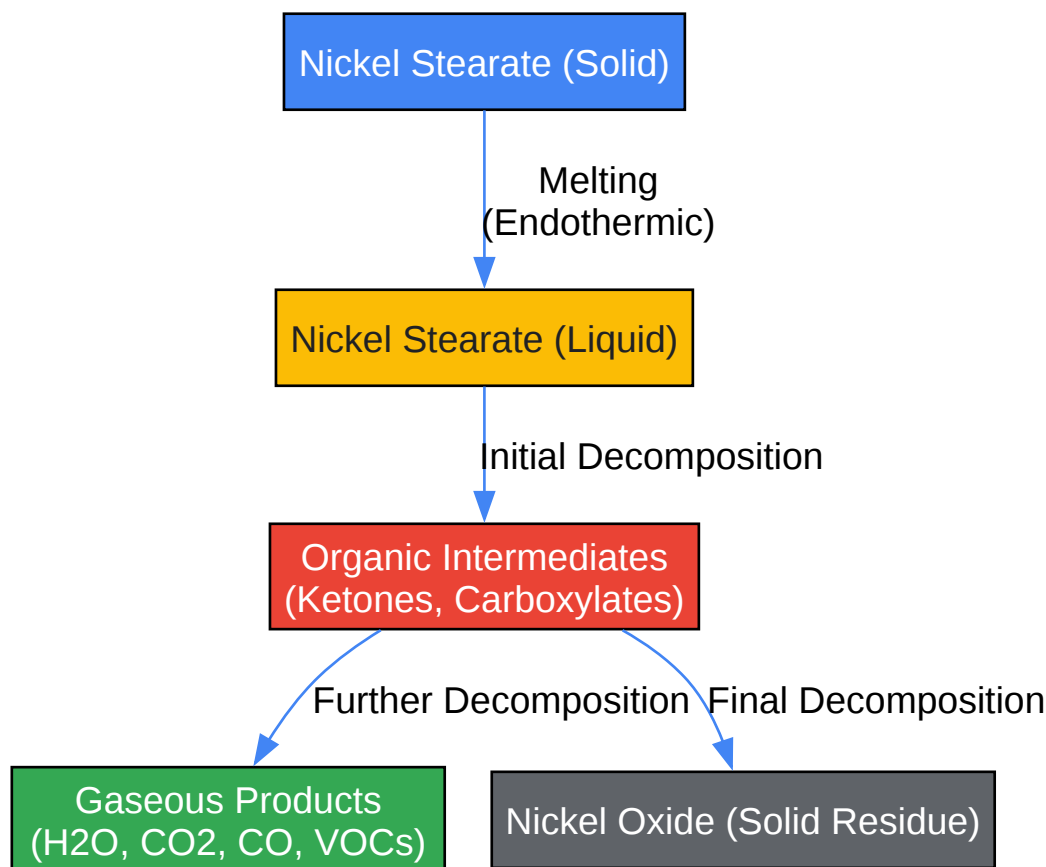 Nickel Stearate (Solid)
Melting
(Endothermic)
Nickel Stearate (Liquid)
Initial Decomposition
Organic Intermediates
(Ketones, Carboxylates)
Further Decomposition
Final Decomposition
Gaseous Products
(H2O, CO2, CO, VOCs)
Nickel Oxide (Solid Residue)